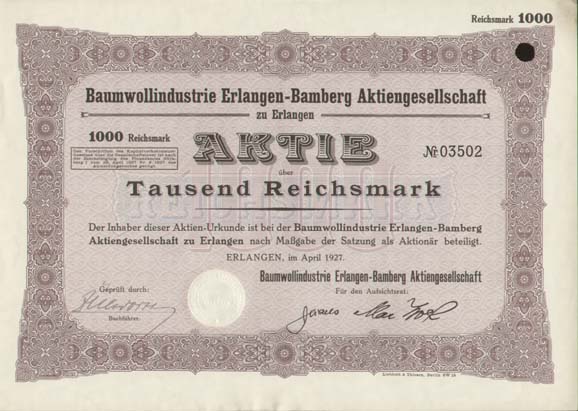 Reichsmark 1000
Baumwollindustrie Erlangen-Bamberg Aktiengesellschaft
zu Erlangen
1000 Reichsmark
AKTIE
№ 03502
über
Tausend Reichsmark
REICHSMARK
Der Inhaber dieser Aktien-Urkunde ist bei der Baumwollindustrie Erlangen-Bamberg
Aktiengesellschaft zu Erlangen nach Maßgabe der Satzung als Aktionär beteiligt.
ERLANGEN, im April 1927.
Baumwollindustrie Erlangen-Bamberg Aktiengesellschaft
Geprüft durch:
Für den Aufsichtsrat:
Buchführer.